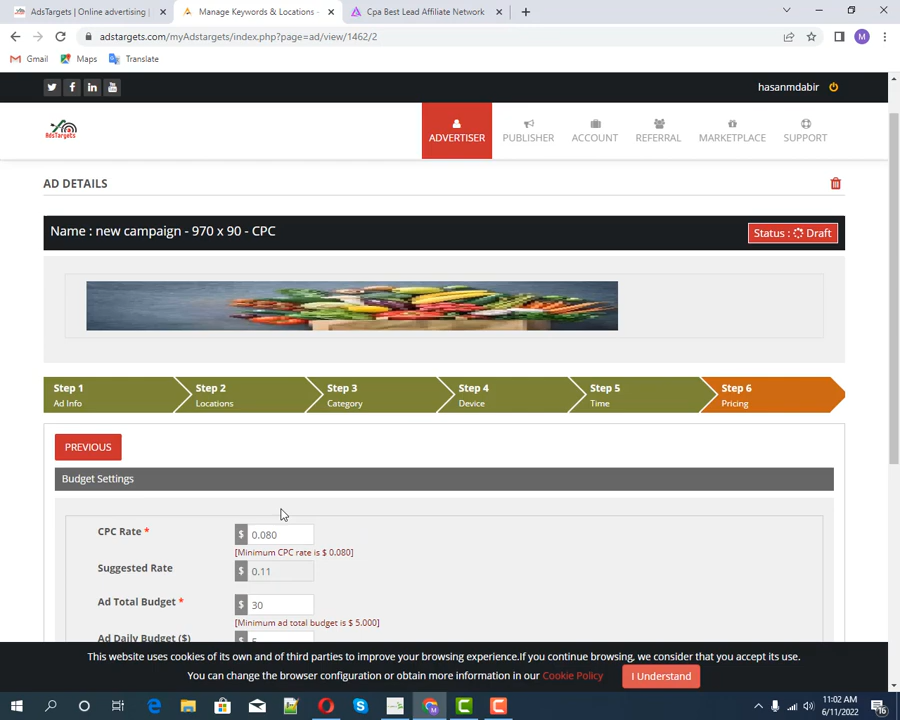 AdsTargets | Online advertising
Manage Keywords & Locations -
Cpa Best Lead Affiliate Network
adstargets.com/myAdstargets/index.php?page=ad/view/1462/2
M
Gmail
Maps
Translate
hasanmdabir
AdsTargets
ADVERTISER
PUBLISHER
ACCOUNT
REFERRAL
MARKETPLACE
SUPPORT
AD DETAILS
Name : new campaign - 970 x 90 - CPC
Status : Draft
Step 1
Ad Info
Step 2
Locations
Step 3
Category
Step 4
Device
Step 5
Time
Step 6
Pricing
PREVIOUS
Budget Settings
CPC Rate *
$ 0.080
[Minimum CPC rate is $ 0.080]
Suggested Rate
$ 0.11
Ad Total Budget *
$ 30
[Minimum ad total budget is $ 5.000]
Ad Daily Budget ($)
$ 5
This website uses cookies of its own and of third parties to improve your browsing experience.If you continue browsing, we consider that you accept its use.
You can change the browser configuration or obtain more information in our Cookie Policy
I Understand
11:02 AM
6/11/2022
16